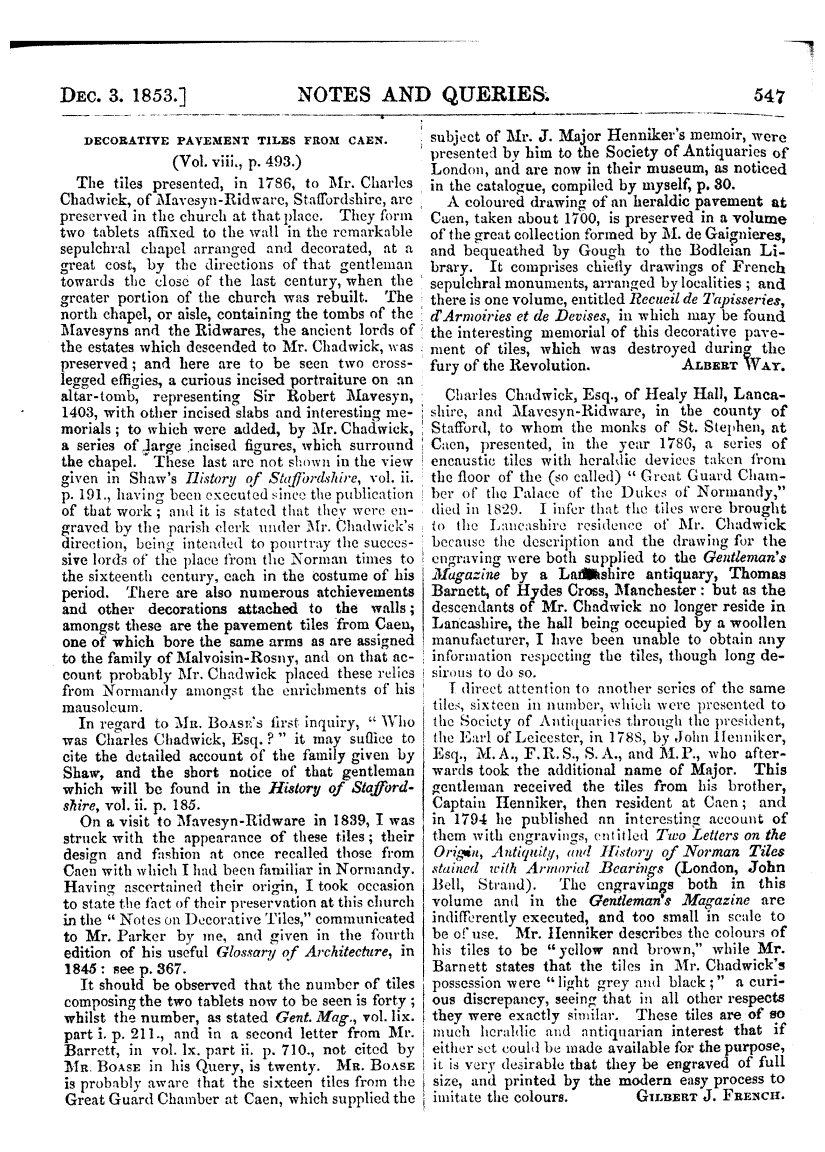 DEC. 3. 1853.] NOTES AND QUERIES. 547
DECORATIVE PAVEMENT TILES FROM CAEN.
(Vol. viii., p. 493.)
The tiles presented, in 1786, to Mr. Charles
Chadwick, of Mavesyn-Ridware, Staffordshire, are
preserved in the church at that place. They form
two tablets affixed to the wall in the remarkable
sepulchral chapel arranged and decorated, at a
great cost, by the directions of that gentleman
towards the close of the last century, when the
greater portion of the church was rebuilt. The
north chapel, or aisle, containing the tombs of the
Mavesyns and the Ridwares, the ancient lords of
the estates which descended to Mr. Chadwick, was
preserved; and here are to be seen two cross-
legged effigies, a curious incised portraiture on an
altar-tomb, representing Sir Robert Mavesyn,
1403, with other incised slabs and interesting me-
morials; to which were added, by Mr. Chadwick,
a series of large incised figures, which surround
the chapel. These last are not shown in the view
given in Shaw's History of Staffordshire, vol. ii.
p. 191., having been executed since the publication
of that work; and it is stated that they were en-
graved by the parish clerk under Mr. Chadwick's
direction, being intended to pourtray the succes-
sive lords of the place from the Norman times to
the sixteenth century, each in the costume of his
period. There are also numerous atchievements
and other decorations attached to the walls;
amongst these are the pavement tiles from Caen,
one of which bore the same arms as are assigned
to the family of Malvoisin-Rosny, and on that ac-
count probably Mr. Chadwick placed these relics
from Normandy amongst the enrichments of his
mausoleum.
In regard to MR. BOASE's first inquiry, "Who
was Charles Chadwick, Esq.?" it may suffice to
cite the detailed account of the family given by
Shaw, and the short notice of that gentleman
which will be found in the History of Stafford-
shire, vol. ii. p. 185.
On a visit to Mavesyn-Ridware in 1839, I was
struck with the appearance of these tiles; their
design and fashion at once recalled those from
Caen with which I had been familiar in Normandy.
Having ascertained their origin, I took occasion
to state the fact of their preservation at this church
in the "Notes on Decorative Tiles," communicated
to Mr. Parker by me, and given in the fourth
edition of his useful Glossary of Architecture, in
1845: see p. 367.
It should be observed that the number of tiles
composing the two tablets now to be seen is forty;
whilst the number, as stated Gent. Mag., vol. lix.
part i. p. 211., and in a second letter from Mr.
Barrett, in vol. lx. part ii. p. 710., not cited by
MR. BOASE in his Query, is twenty. MR. BOASE
is probably aware that the sixteen tiles from the
Great Guard Chamber at Caen, which supplied the
subject of Mr. J. Major Henniker's memoir, were
presented by him to the Society of Antiquaries of
London, and are now in their museum, as noticed
in the catalogue, compiled by myself, p. 30.
A coloured drawing of an heraldic pavement at
Caen, taken about 1700, is preserved in a volume
of the great collection formed by M. de Gaignieres,
and bequeathed by Gough to the Bodleian Li-
brary. It comprises chiefly drawings of French
sepulchral monuments, arranged by localities; and
there is one volume, entitled Recueil de Tapisseries,
d'Armoiries et de Devises, in which may be found
the interesting memorial of this decorative pave-
ment of tiles, which was destroyed during the
fury of the Revolution. ALBERT WAY.
Charles Chadwick, Esq., of Healy Hall, Lanca-
shire, and Mavesyn-Ridware, in the county of
Stafford, to whom the monks of St. Stephen, at
Caen, presented, in the year 1786, a series of
encaustic tiles with heraldic devices taken from
the floor of the (so called) "Great Guard Cham-
ber of the Palace of the Dukes of Normandy,"
died in 1829. I infer that the tiles were brought
to the Lancashire residence of Mr. Chadwick
because the description and the drawing for the
engraving were both supplied to the Gentleman's
Magazine by a Lancashire antiquary, Thomas
Barnett, of Hydes Cross, Manchester: but as the
descendants of Mr. Chadwick no longer reside in
Lancashire, the hall being occupied by a woollen
manufacturer, I have been unable to obtain any
information respecting the tiles, though long de-
sirous to do so.
I direct attention to another series of the same
tiles, sixteen in number, which were presented to
the Society of Antiquaries through the president,
the Earl of Leicester, in 1788, by John Henniker,
Esq., M.A., F.R.S., S.A., and M.P., who after-
wards took the additional name of Major. This
gentleman received the tiles from his brother,
Captain Henniker, then resident at Caen; and
in 1794 he published an interesting account of
them with engravings, entitled Two Letters on the
Origin, Antiquity, and History of Norman Tiles
stained with Armorial Bearings (London, John
Bell, Strand). The engravings both in this
volume and in the Gentleman's Magazine are
indifferently executed, and too small in scale to
be of use. Mr. Henniker describes the colours of
his tiles to be "yellow and brown," while Mr.
Barnett states that the tiles in Mr. Chadwick's
possession were "light grey and black;" a curi-
ous discrepancy, seeing that in all other respects
they were exactly similar. These tiles are of so
much heraldic and antiquarian interest that if
either set could be made available for the purpose,
it is very desirable that they be engraved of full
size, and printed by the modern easy process to
imitate the colours. GILBERT J. FRENCH.